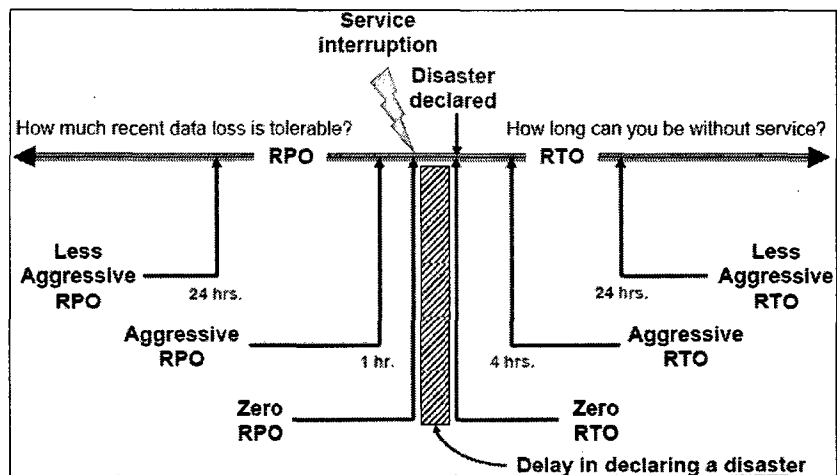 Service
interruption
Disaster
declared
How much recent data loss is tolerable?
How long can you be without service?
RPO
RTO
Less
Aggressive
RPO
24 hrs.
24 hrs.
Less
Aggressive
RTO
Aggressive
RPO
1 hr.
4 hrs.
Aggressive
RTO
Zero
RPO
Zero
RTO
Delay in declaring a disaster